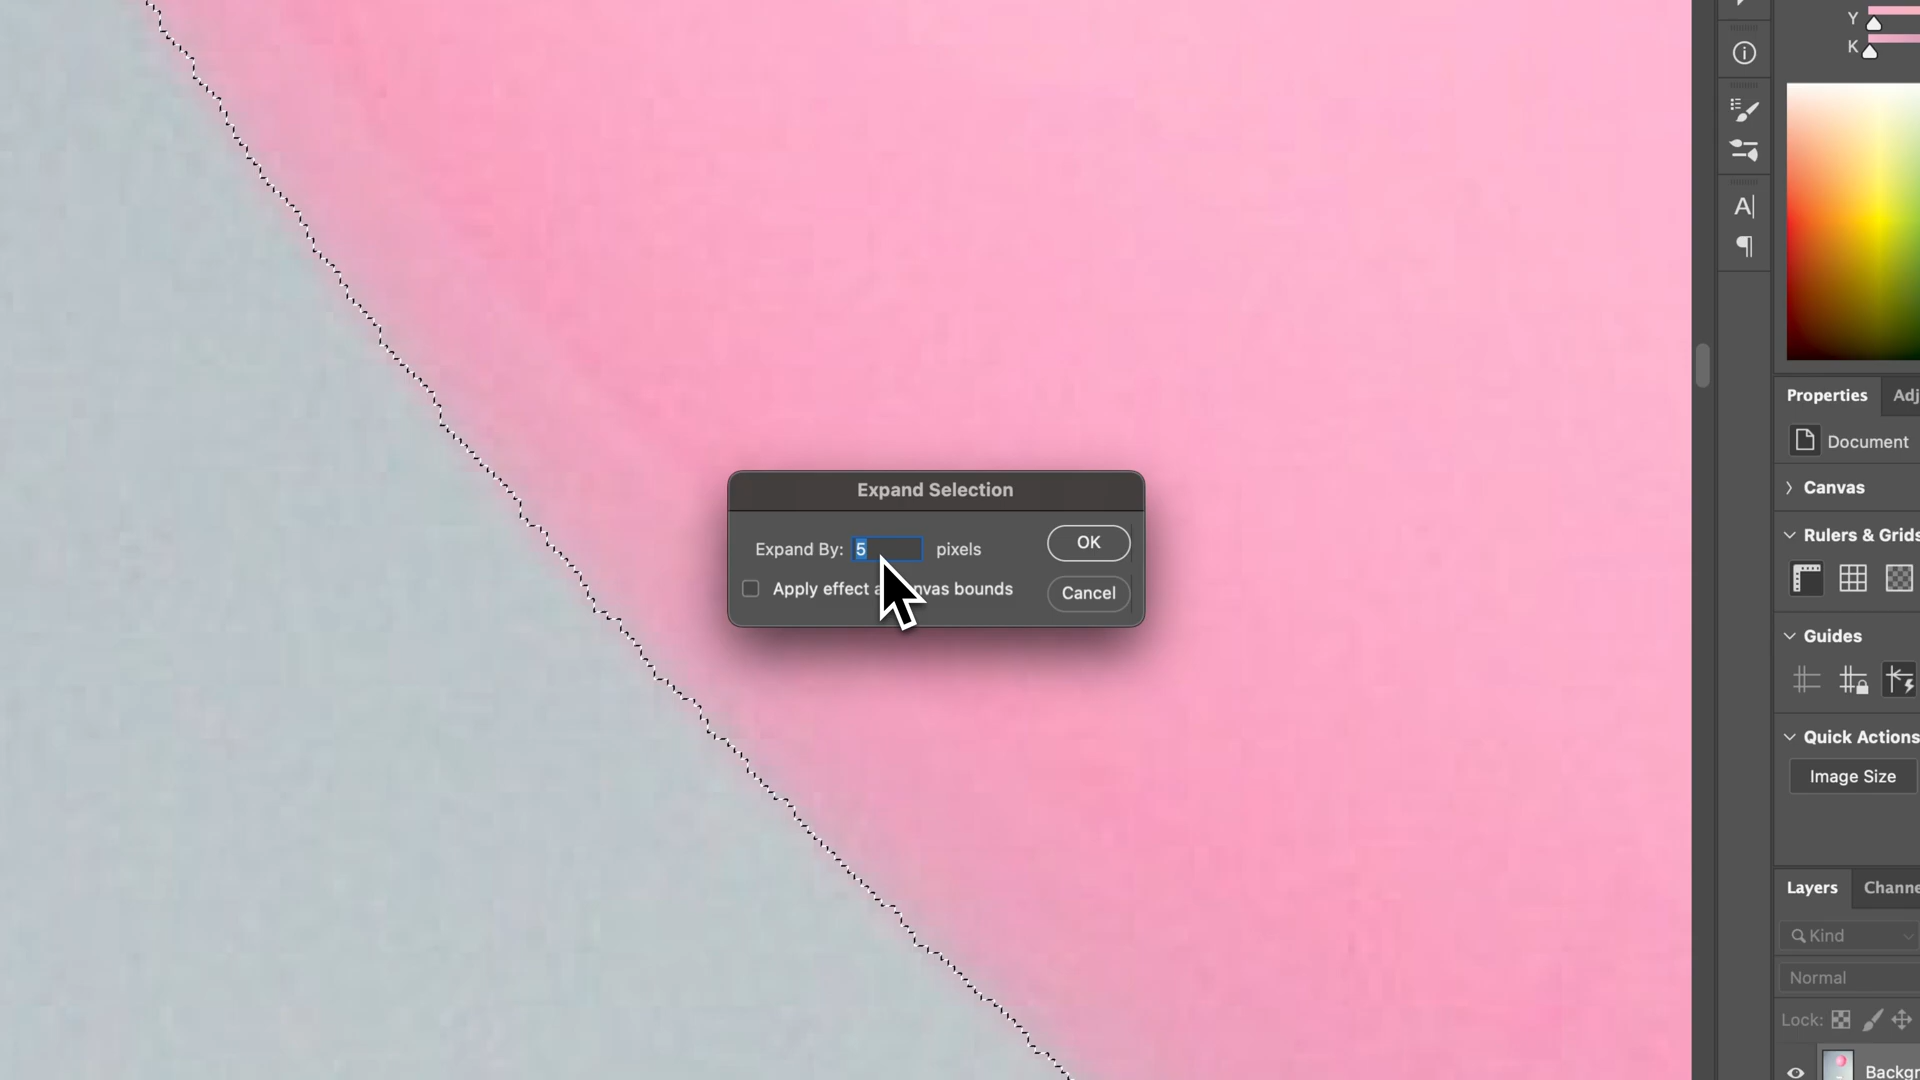 Y
K
A|
Properties
Adj
Document
Canvas
Expand Selection
Rulers & Grids
Expand By: 5 pixels
OK
Apply effect a nvas bounds
Cancel
Guides
Quick Actions
Image Size
Layers
Channe
Kind
Normal
Lock:
Backgr